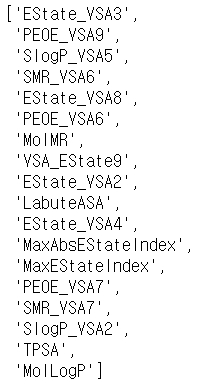 ['EState_VSA3',
'PEOE_VSA9',
'SlogP_VSA5',
'SMR_VSA6',
'EState_VSA8',
'PEOE_VSA6',
'MolMR',
'VSA_EState9',
'EState_VSA2',
'LabuteASA',
'EState_VSA4',
'MaxAbsEStateIndex',
'MaxEStateIndex',
'PEOE_VSA7',
'SMR_VSA7',
'SlogP_VSA2',
'TPSA',
'MolLogP']